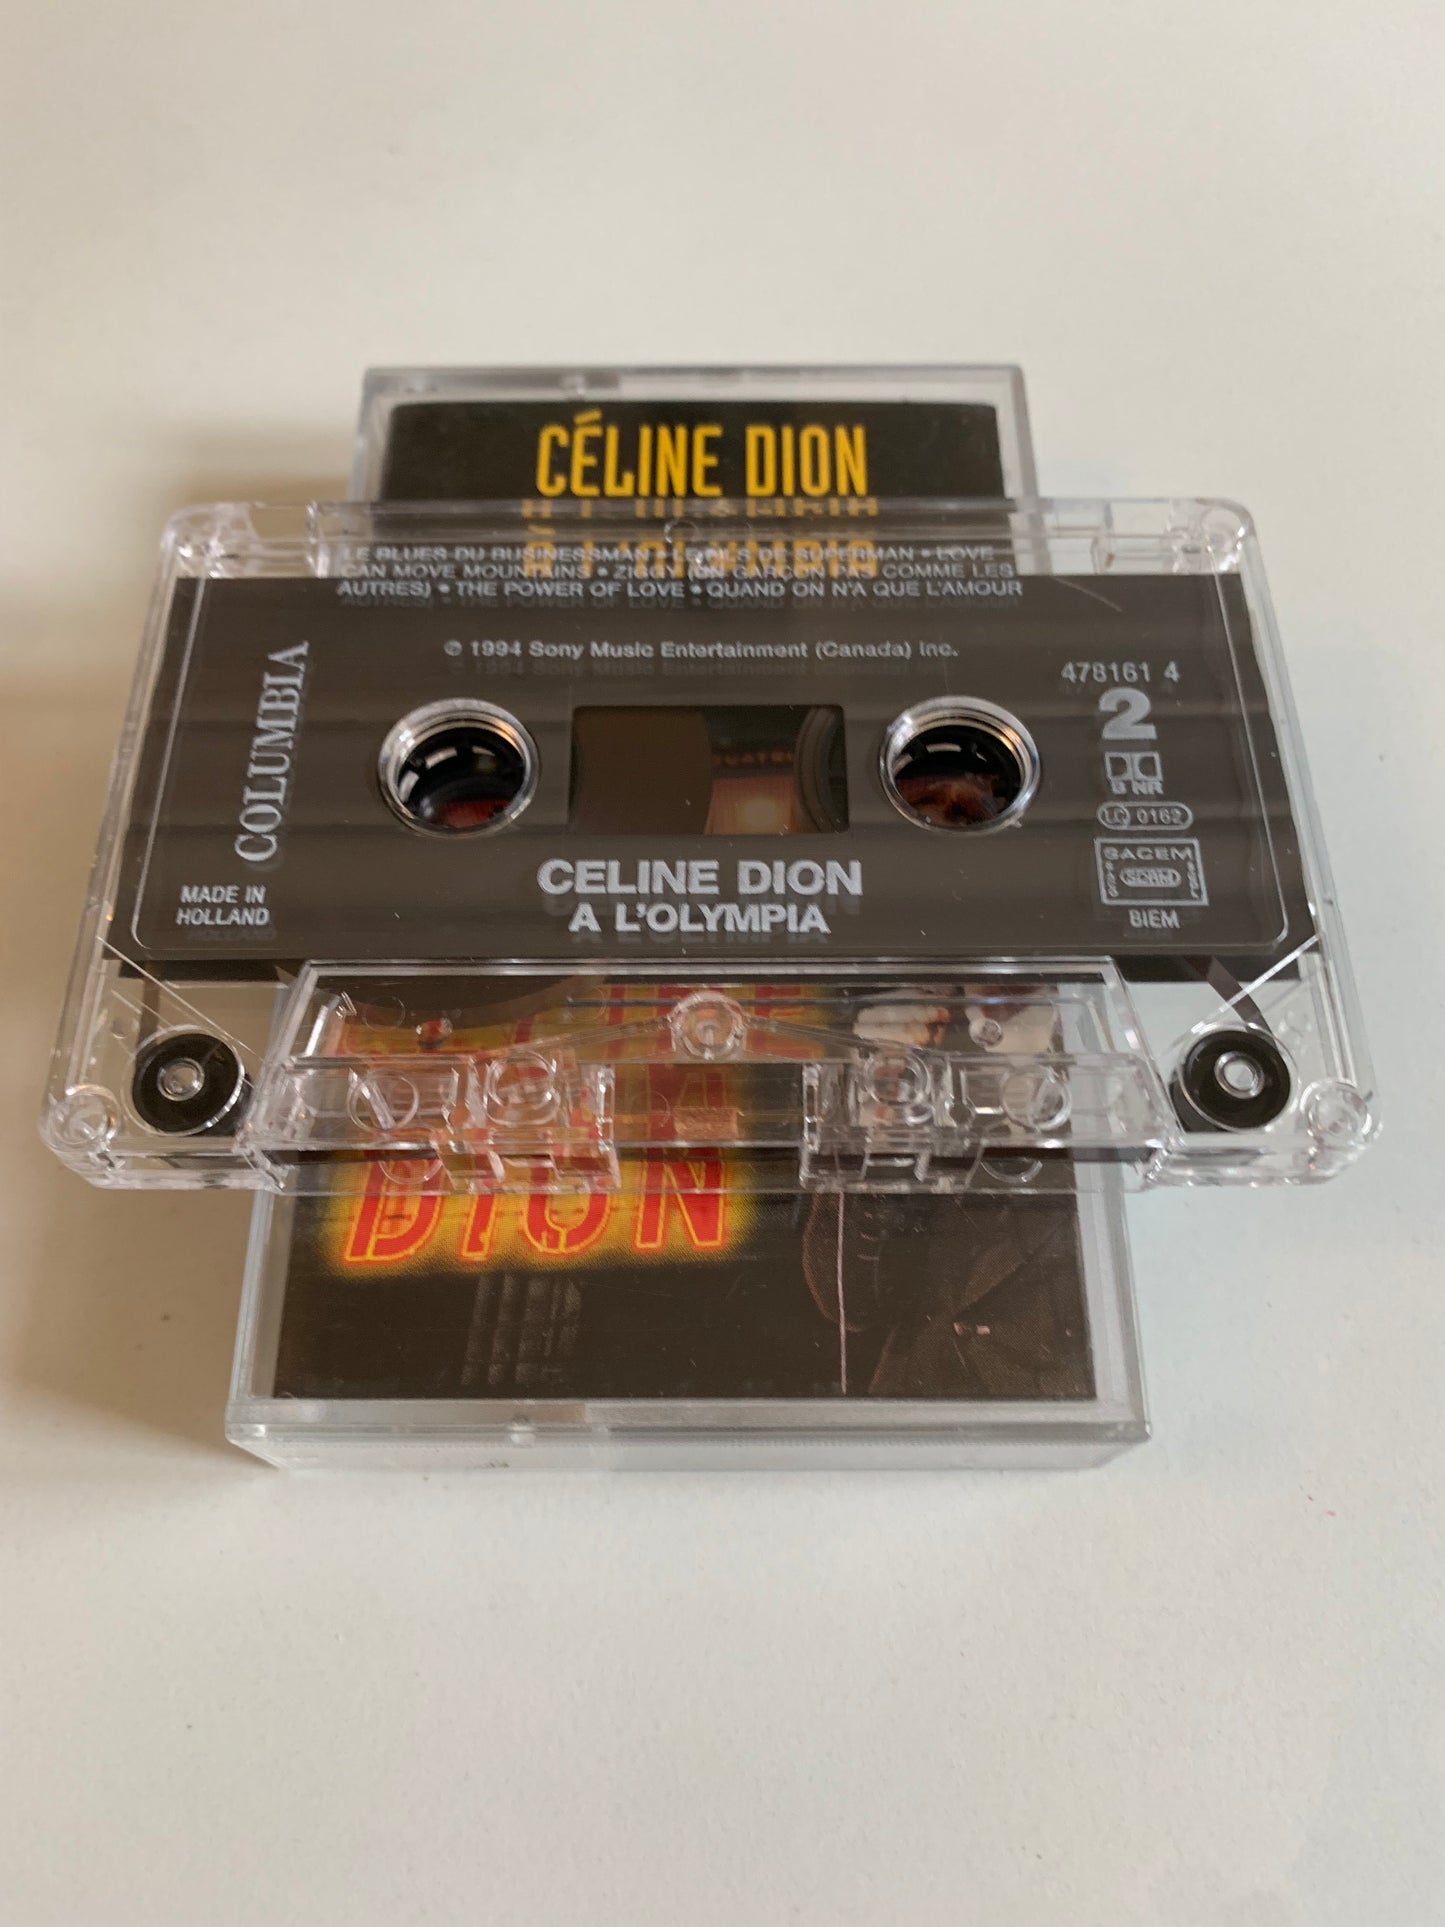 CÉLINE DION
LE BLUES DU BUSINESSMAN • LE FILS DE SUPERMAN • LOVE
CAN MOVE MOUNTAINS • ZIGGY (UN GARÇON PAS COMME LES
AUTRES) • THE POWER OF LOVE • QUAND ON N'A QUE L'AMOUR
℗ 1994 Sony Music Entertainment (Canada) Inc.
478161 4
2
B NR
LC 0162
SACEM
SDRM
BIEM
COLUMBIA
MADE IN
HOLLAND
CELINE DION
A L'OLYMPIA
DION